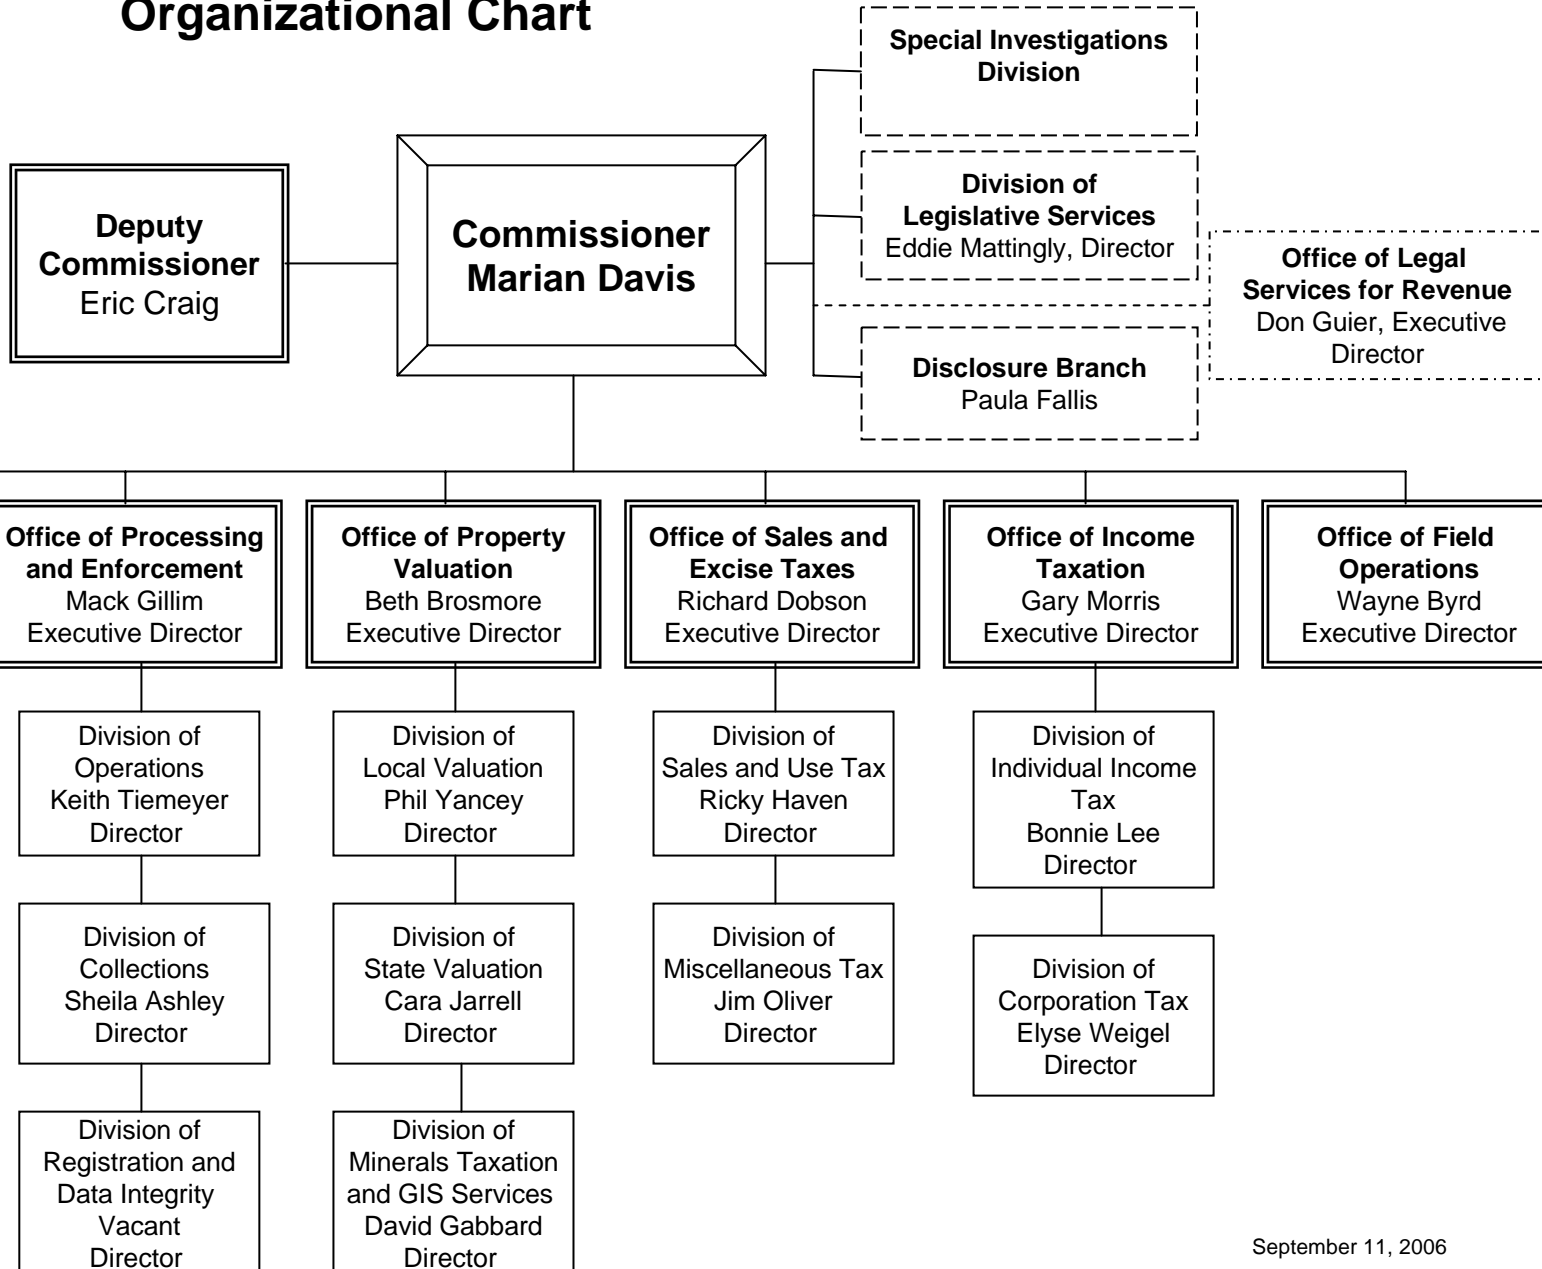 Organizational Chart
Special Investigations
Division
Deputy
Commissioner
Eric Craig
Commissioner
Marian Davis
Division of
Legislative Services
Eddie Mattingly, Director
Office of Legal
Services for Revenue
Don Guier, Executive
Director
Disclosure Branch
Paula Fallis
Office of Processing
and Enforcement
Mack Gillim
Executive Director
Office of Property
Valuation
Beth Brosmore
Executive Director
Office of Sales and
Excise Taxes
Richard Dobson
Executive Director
Office of Income
Taxation
Gary Morris
Executive Director
Office of Field
Operations
Wayne Byrd
Executive Director
Division of
Operations
Keith Tiemeyer
Director
Division of
Local Valuation
Phil Yancey
Director
Division of
Sales and Use Tax
Ricky Haven
Director
Division of
Individual Income
Tax
Bonnie Lee
Director
Division of
Collections
Sheila Ashley
Director
Division of
State Valuation
Cara Jarrell
Director
Division of
Miscellaneous Tax
Jim Oliver
Director
Division of
Corporation Tax
Elyse Weigel
Director
Division of
Registration and
Data Integrity
Vacant
Director
Division of
Minerals Taxation
and GIS Services
David Gabbard
Director
September 11, 2006